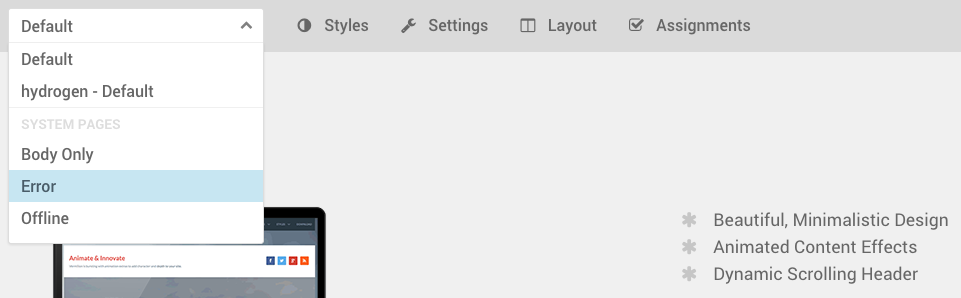 Default
Styles
Settings
Layout
Assignments
Default
hydrogen - Default
SYSTEM PAGES
Body Only
Error
Offline
Animate & Innovate
Beautiful, Minimalistic Design
Animated Content Effects
Dynamic Scrolling Header